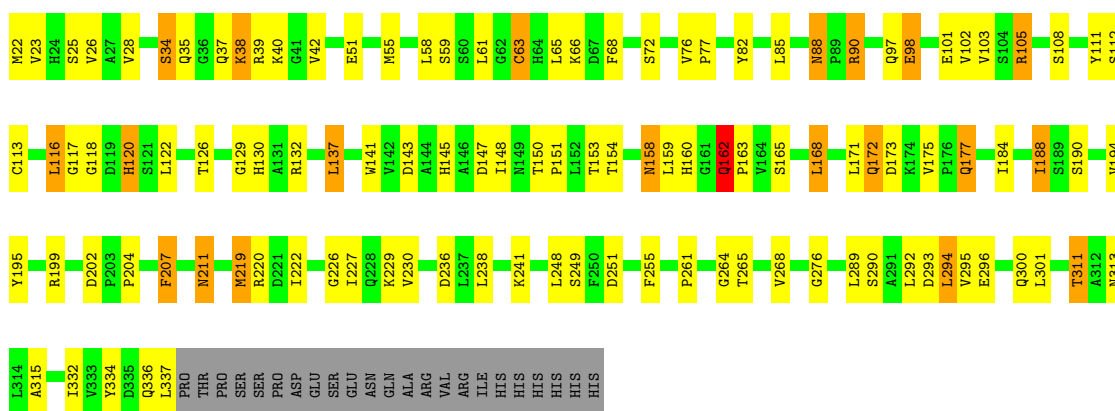 M22 V23 H24 S25 V26 A27 V28 S34 Q35 G36 Q37 K38 R39 K40 G41 V42 E51 M55 L58 S59 S60 L61 G62 C63 H64 L65 K66 D67 F68 S72 V76 P77 Y82 L85 N88 P89 R90 Q97 E98 E101 V102 V103 S104 R105 S108 Y111 S112
C113 L116 G117 G118 D119 H120 S121 L122 T126 G129 H130 A131 R132 L137 W141 V142 D143 A144 H145 A146 D147 I148 N149 T150 P151 L152 T153 T154 N158 L159 H160 G161 Q162 P163 V164 S165 L168 L171 Q172 D173 K174 V175 P176 Q177 I184 I188 S189 S190 V194
Y195 R199 D202 P203 P204 F207 N211 M219 R220 D221 I222 G226 I227 Q228 K229 V230 D236 L237 L238 K241 L248 S249 F250 D251 F255 P261 G264 T265 V268 G276 L289 S290 A291 L292 D293 L294 V295 E296 Q300 L301 T311 A312 N313
L314 A315 I332 V333 Y334 D335 Q336 L337 PRO THR PRO SER SER PRO ASP GLU SER GLU ASN GLN ALA ARG VAL ARG ILE HIS HIS HIS HIS HIS HIS